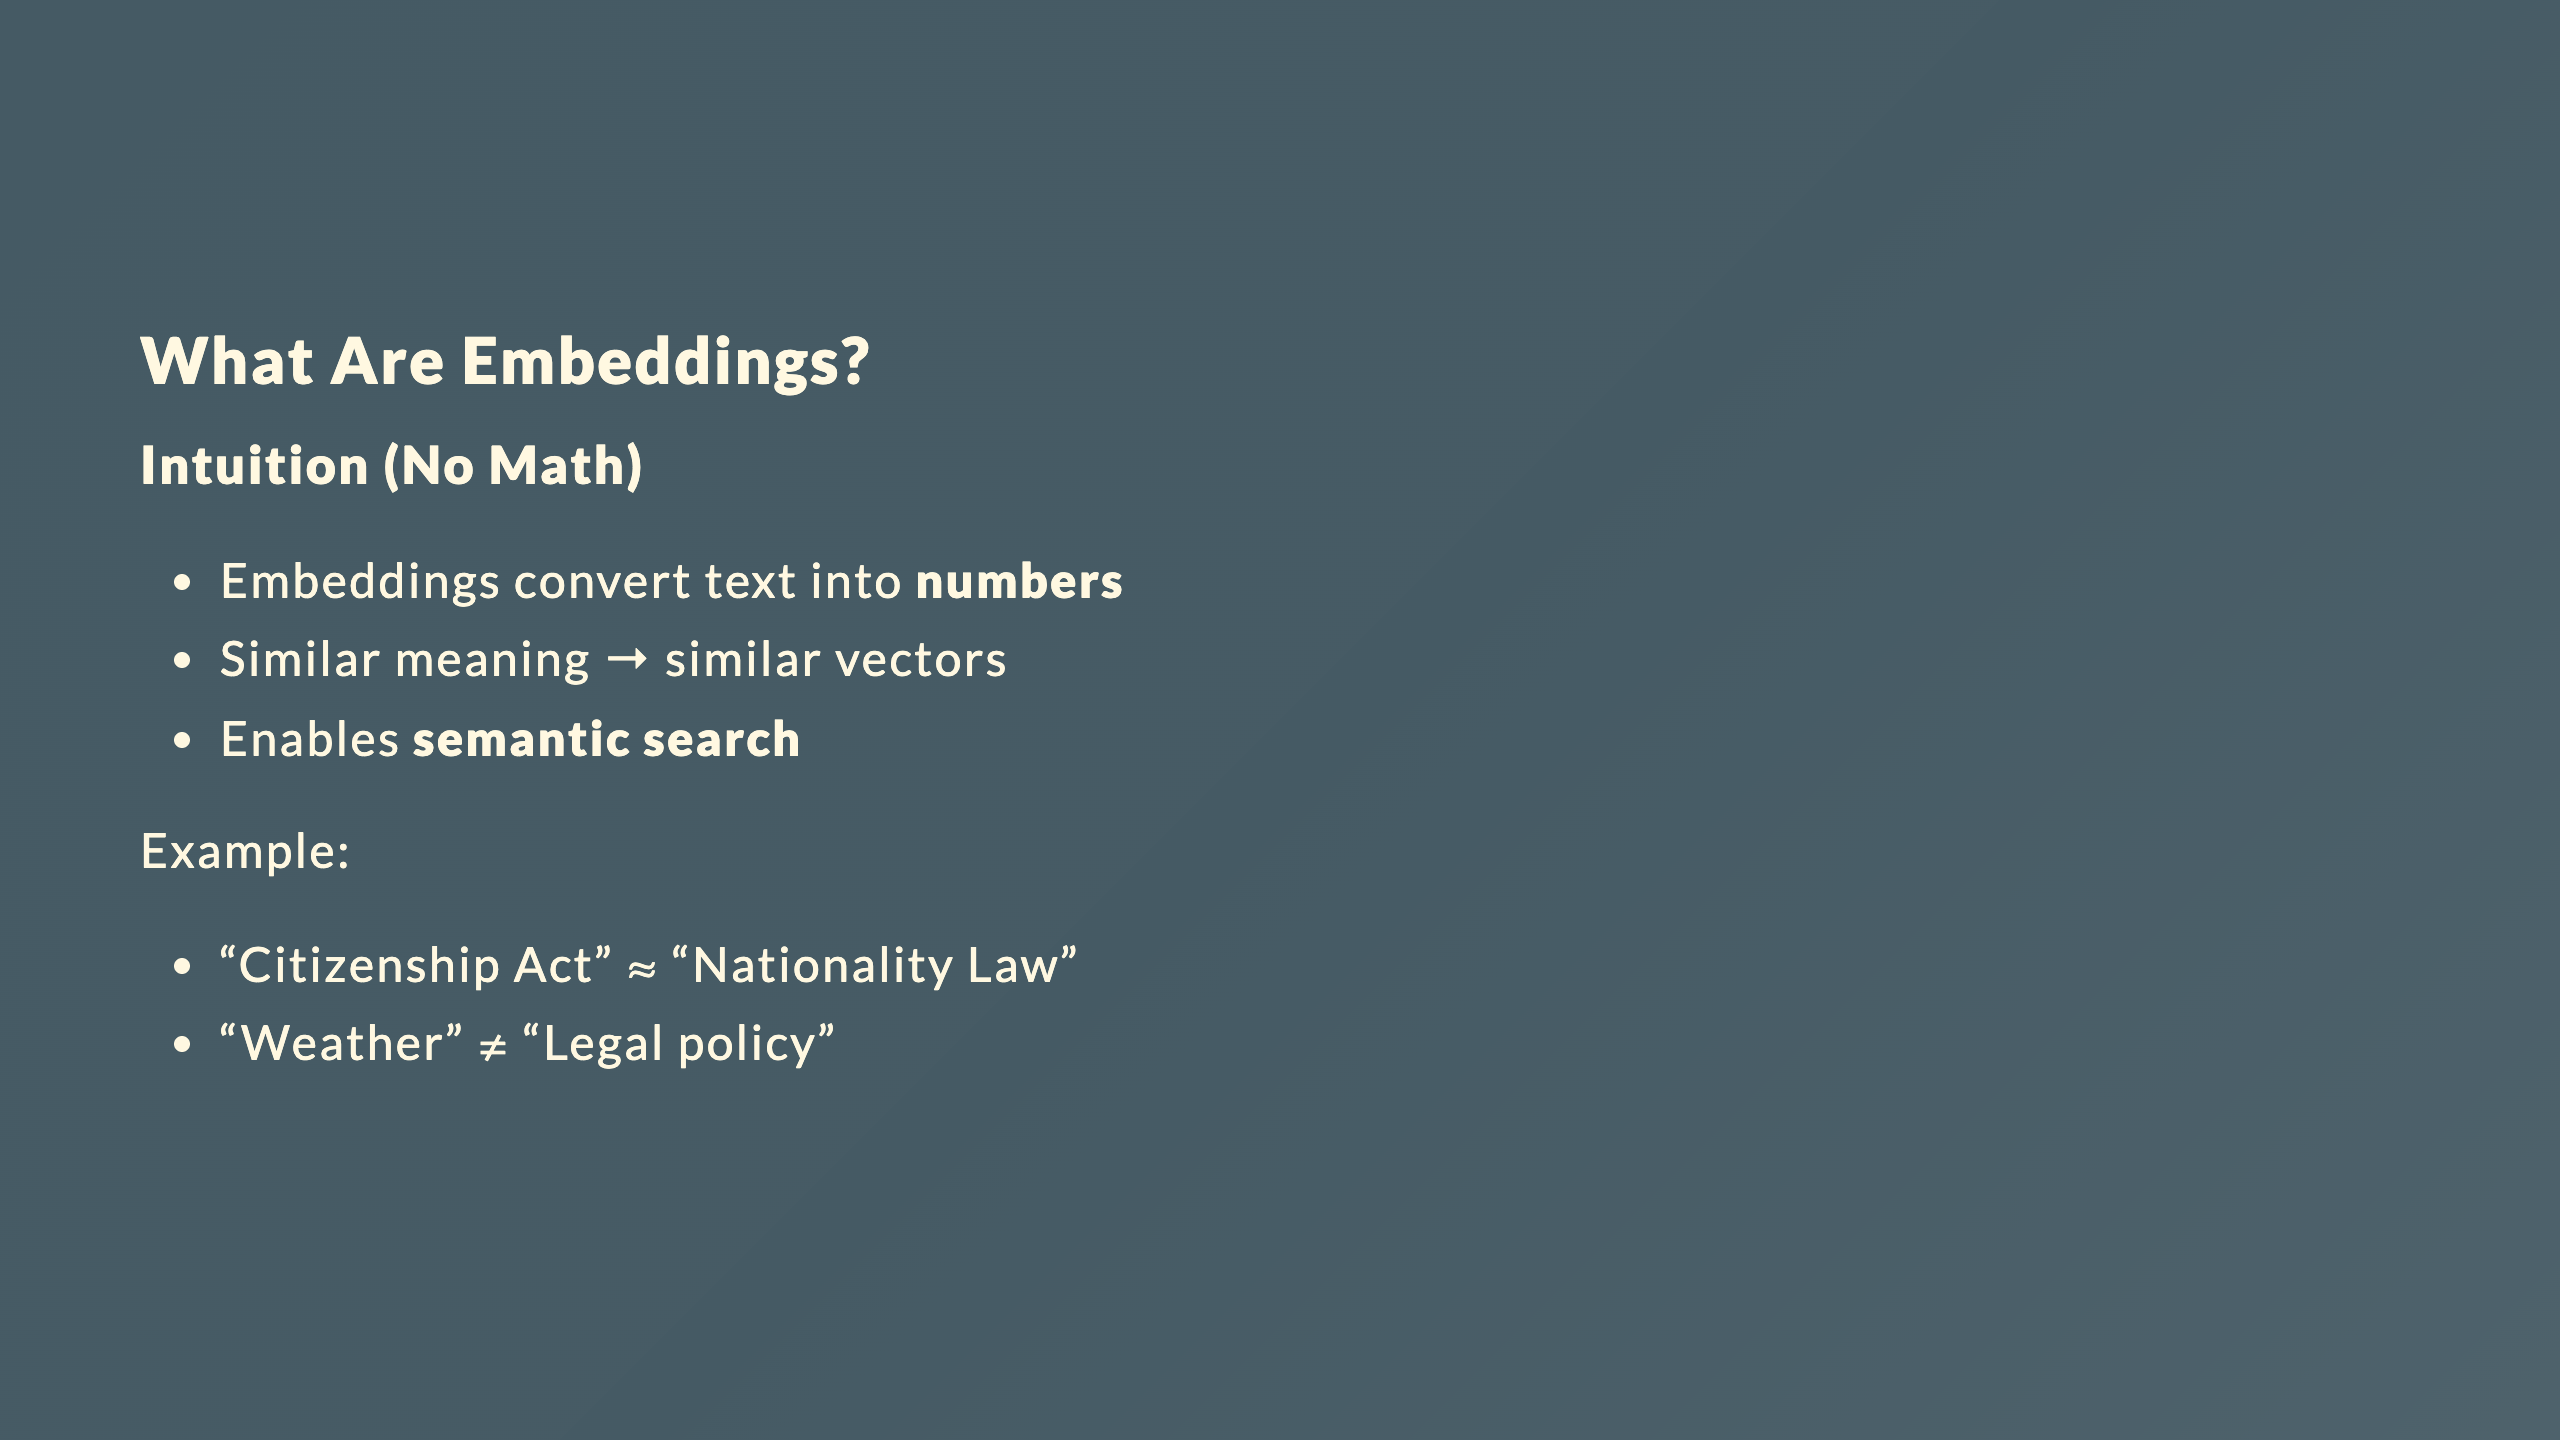 What Are Embeddings?
Intuition (No Math)
• Embeddings convert text into numbers
• Similar meaning → similar vectors
• Enables semantic search
Example:
• “Citizenship Act” ≈ “Nationality Law”
• “Weather” ≠ “Legal policy”